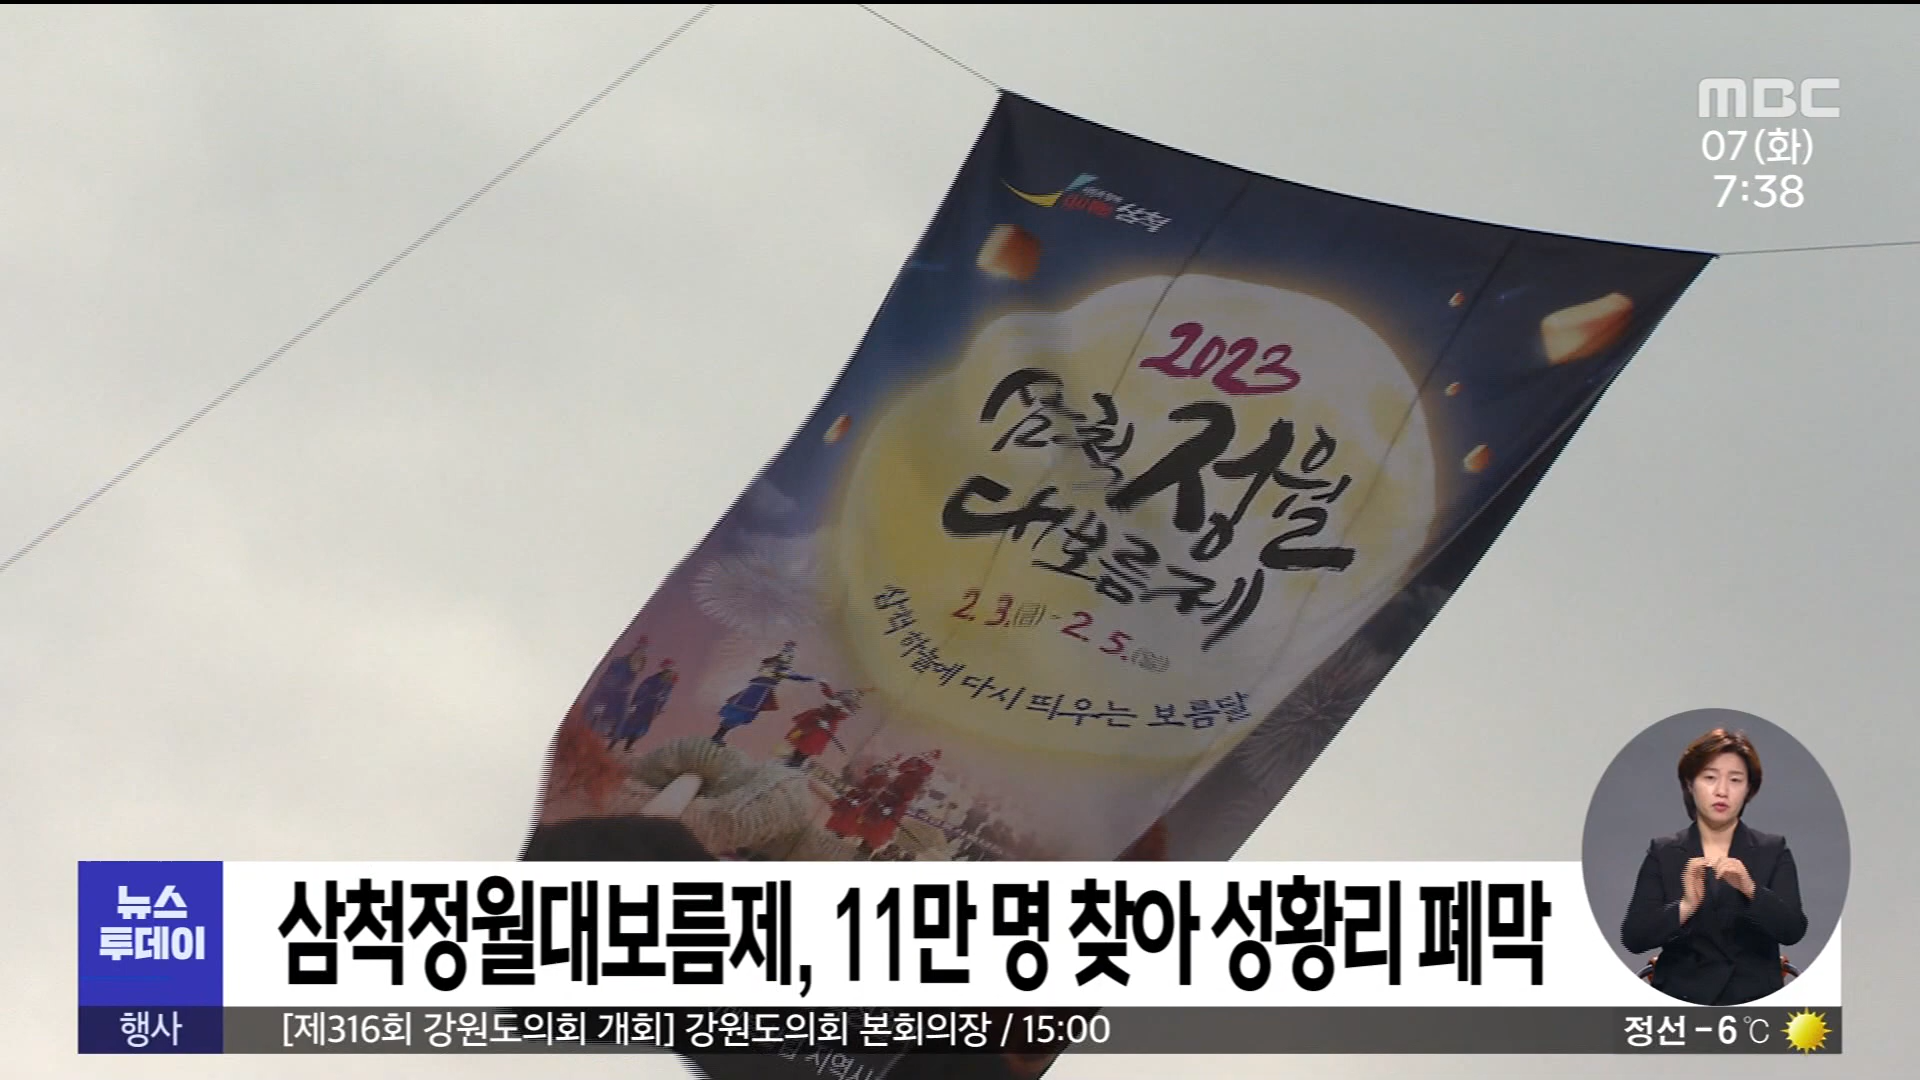 MBC
07(화)
7:38
삼척
2023
삼척 정월
대보름제
2. 3.(금) - 2. 5.(일)
삼척 하늘에 다시 띄우는 보름달
뉴스
투데이
삼척정월대보름제, 11만 명 찾아 성황리 폐막
행사
[제316회 강원도의회 개회] 강원도의회 본회의장 / 15:00
정선 -6℃